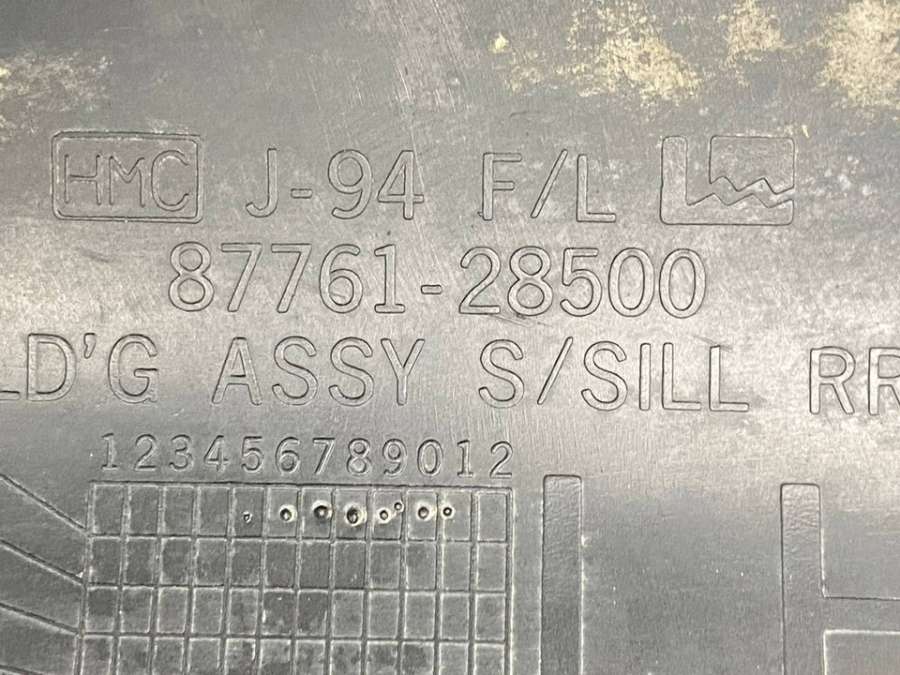 HMC J-94 F/L
87761-28500
LD'G ASSY S/SILL RR
123456789012